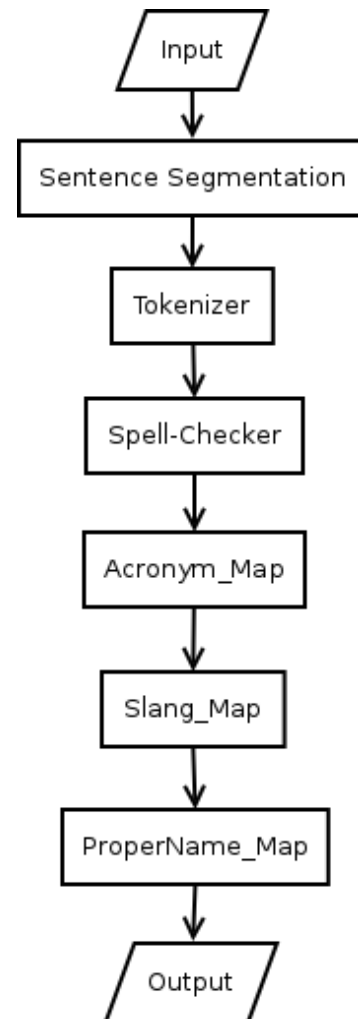 Input
Sentence Segmentation
Tokenizer
Spell-Checker
Acronym_Map
Slang_Map
ProperName_Map
Output